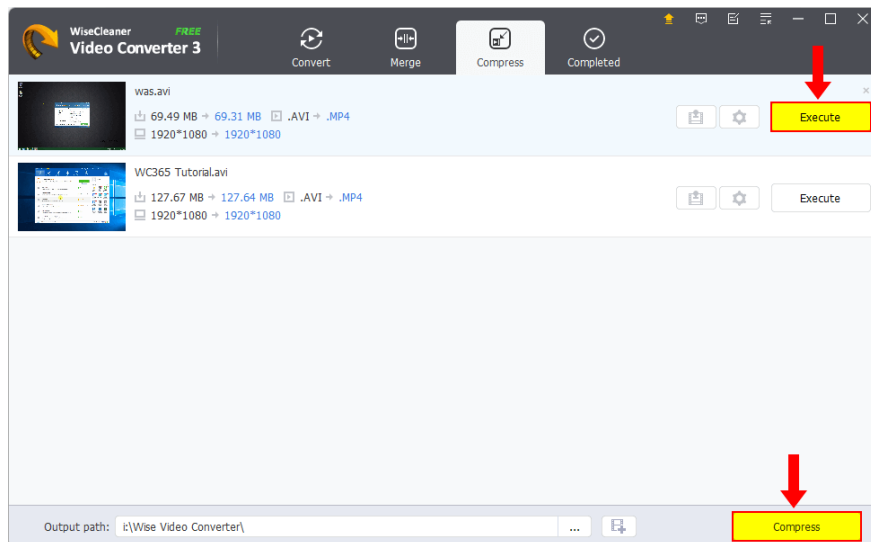 WiseCleaner FREE
Video Converter 3
Convert
Merge
Compress
Completed
was.avi
69.49 MB → 69.31 MB .AVI → .MP4
1920*1080 → 1920*1080
Execute
WC365 Tutorial.avi
127.67 MB → 127.64 MB .AVI → .MP4
1920*1080 → 1920*1080
Execute
Output path: i:\Wise Video Converter\ ... Compress